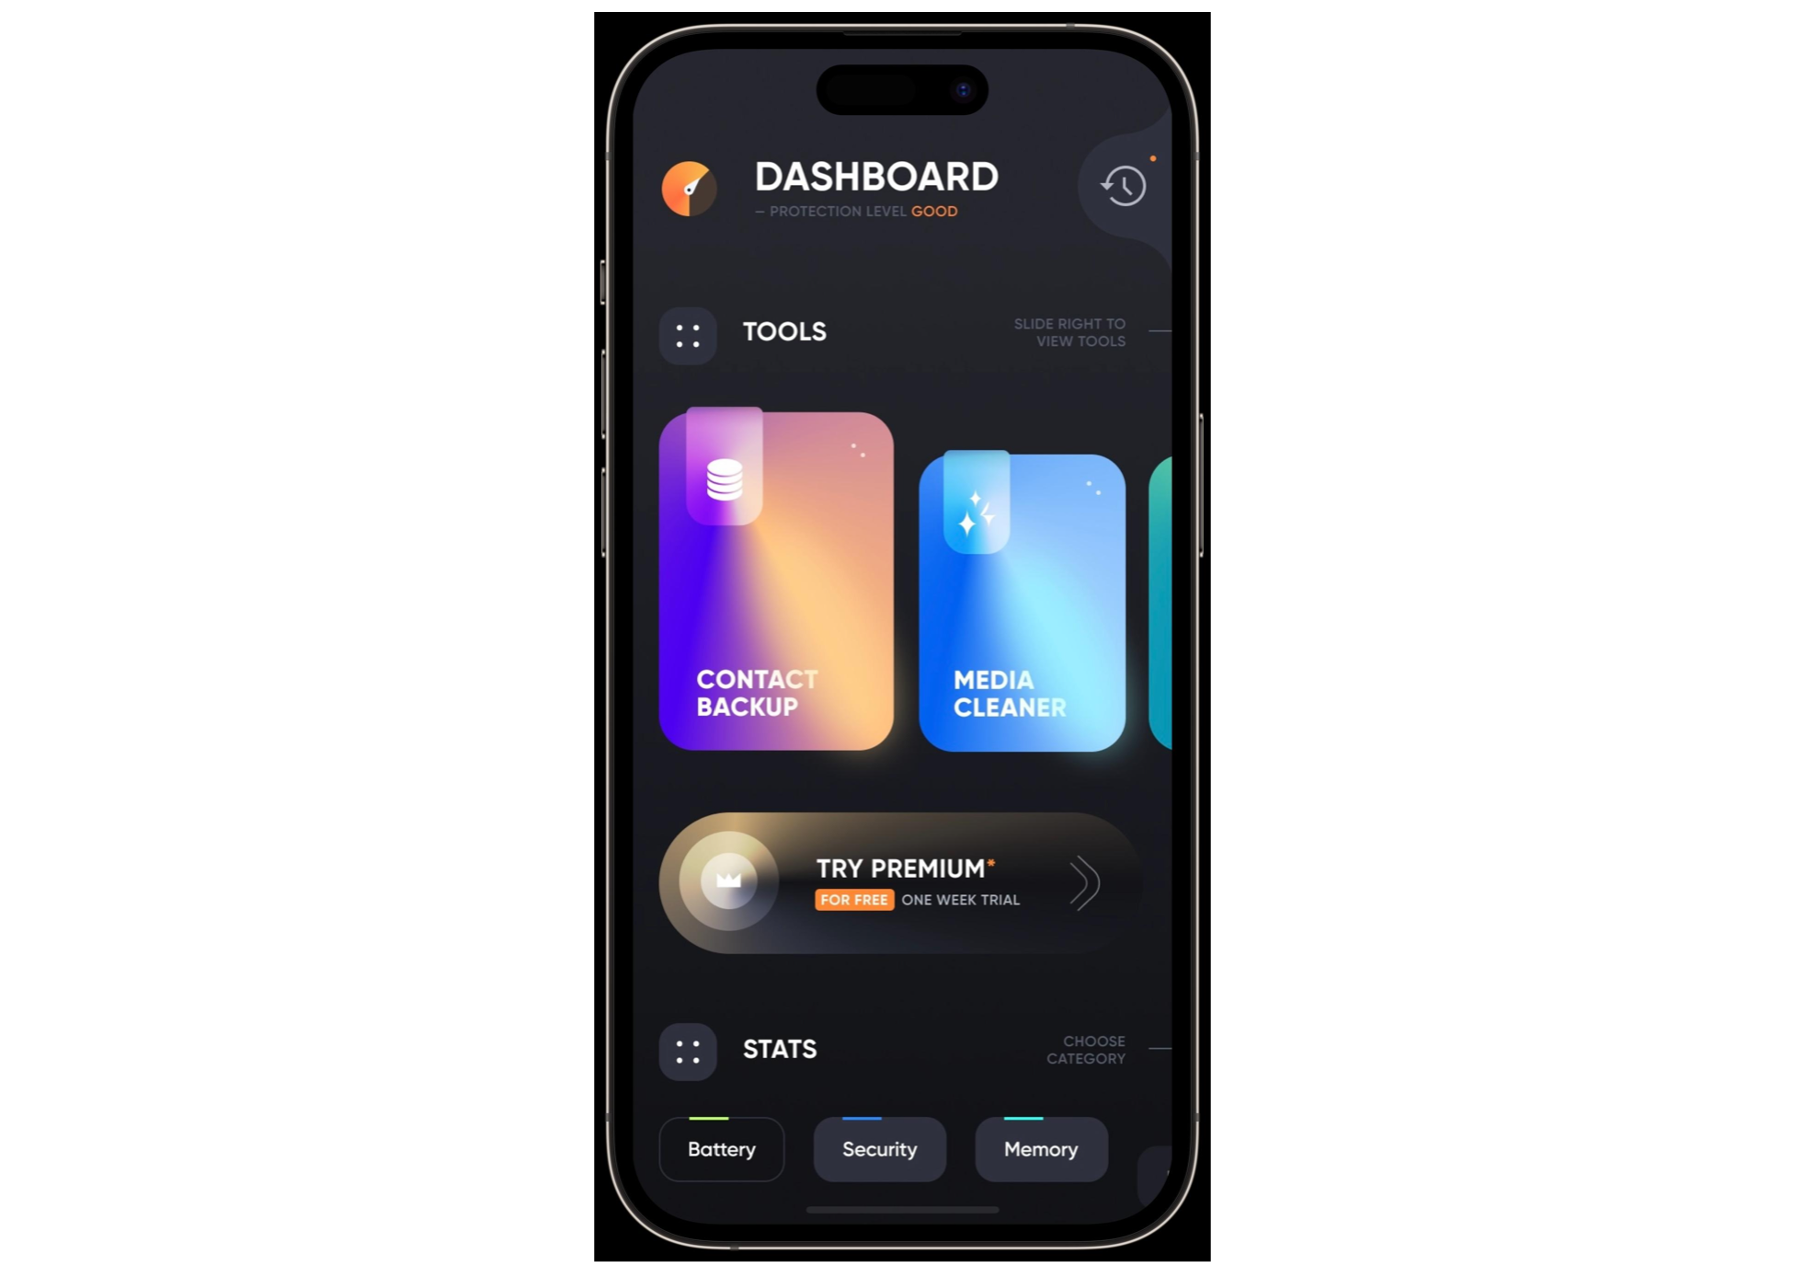 DASHBOARD
— PROTECTION LEVEL GOOD
TOOLS
SLIDE RIGHT TO
VIEW TOOLS
CONTACT
BACKUP
MEDIA
CLEANER
TRY PREMIUM*
FOR FREE ONE WEEK TRIAL
STATS
CHOOSE
CATEGORY
Battery
Security
Memory